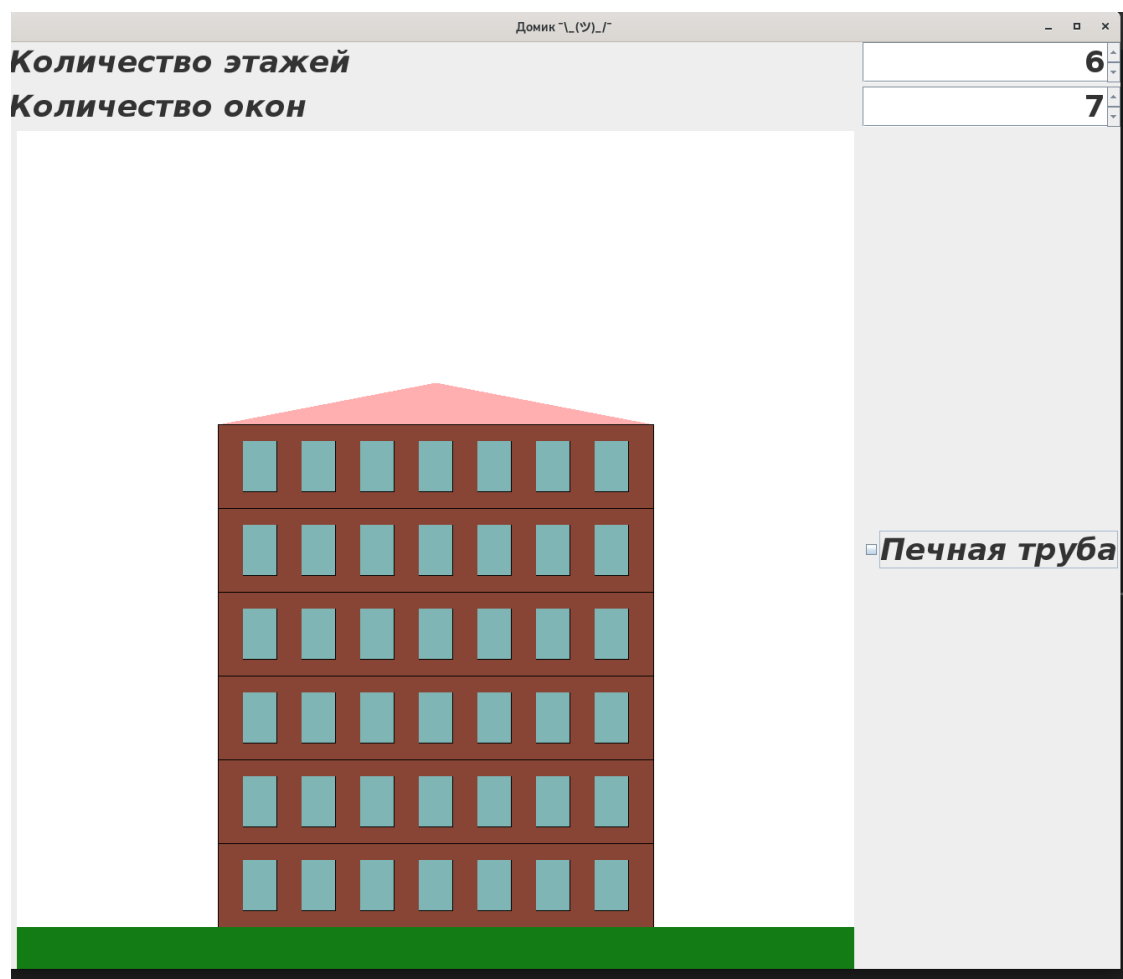 Домик ¯\_(ツ)_/¯
Количество этажей 6
Количество окон 7
Печная труба